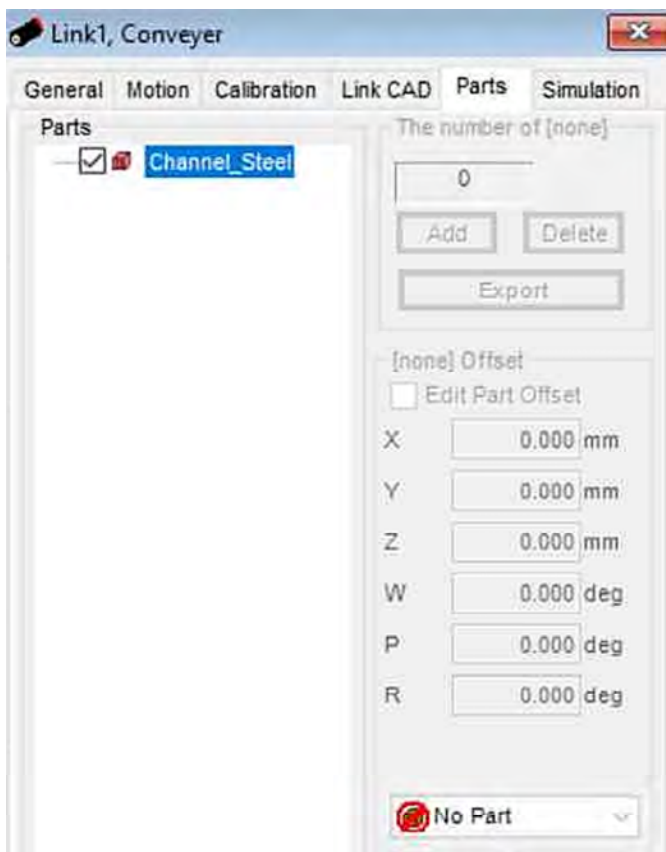 Link1, Conveyer
General Motion Calibration Link CAD Parts Simulation
Parts
Channel_Steel
The number of [none]
0
Add Delete
Export
[none] Offset
Edit Part Offset
X 0.000 mm
Y 0.000 mm
Z 0.000 mm
W 0.000 deg
P 0.000 deg
R 0.000 deg
No Part